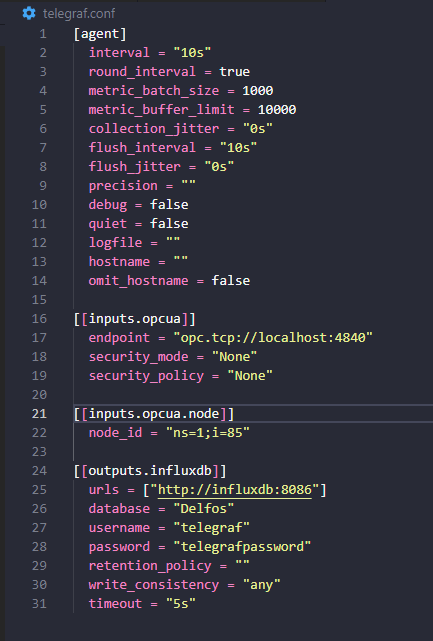 telegraf.conf
1 [agent]
2 interval = "10s"
3 round_interval = true
4 metric_batch_size = 1000
5 metric_buffer_limit = 10000
6 collection_jitter = "0s"
7 flush_interval = "10s"
8 flush_jitter = "0s"
9 precision = ""
10 debug = false
11 quiet = false
12 logfile = ""
13 hostname = ""
14 omit_hostname = false
15
16 [[inputs.opcua]]
17 endpoint = "opc.tcp://localhost:4840"
18 security_mode = "None"
19 security_policy = "None"
20
21 [[inputs.opcua.node]]
22 node_id = "ns=1;i=85"
23
24 [[outputs.influxdb]]
25 urls = ["http://influxdb:8086"]
26 database = "Delfos"
27 username = "telegraf"
28 password = "telegrafpassword"
29 retention_policy = ""
30 write_consistency = "any"
31 timeout = "5s"